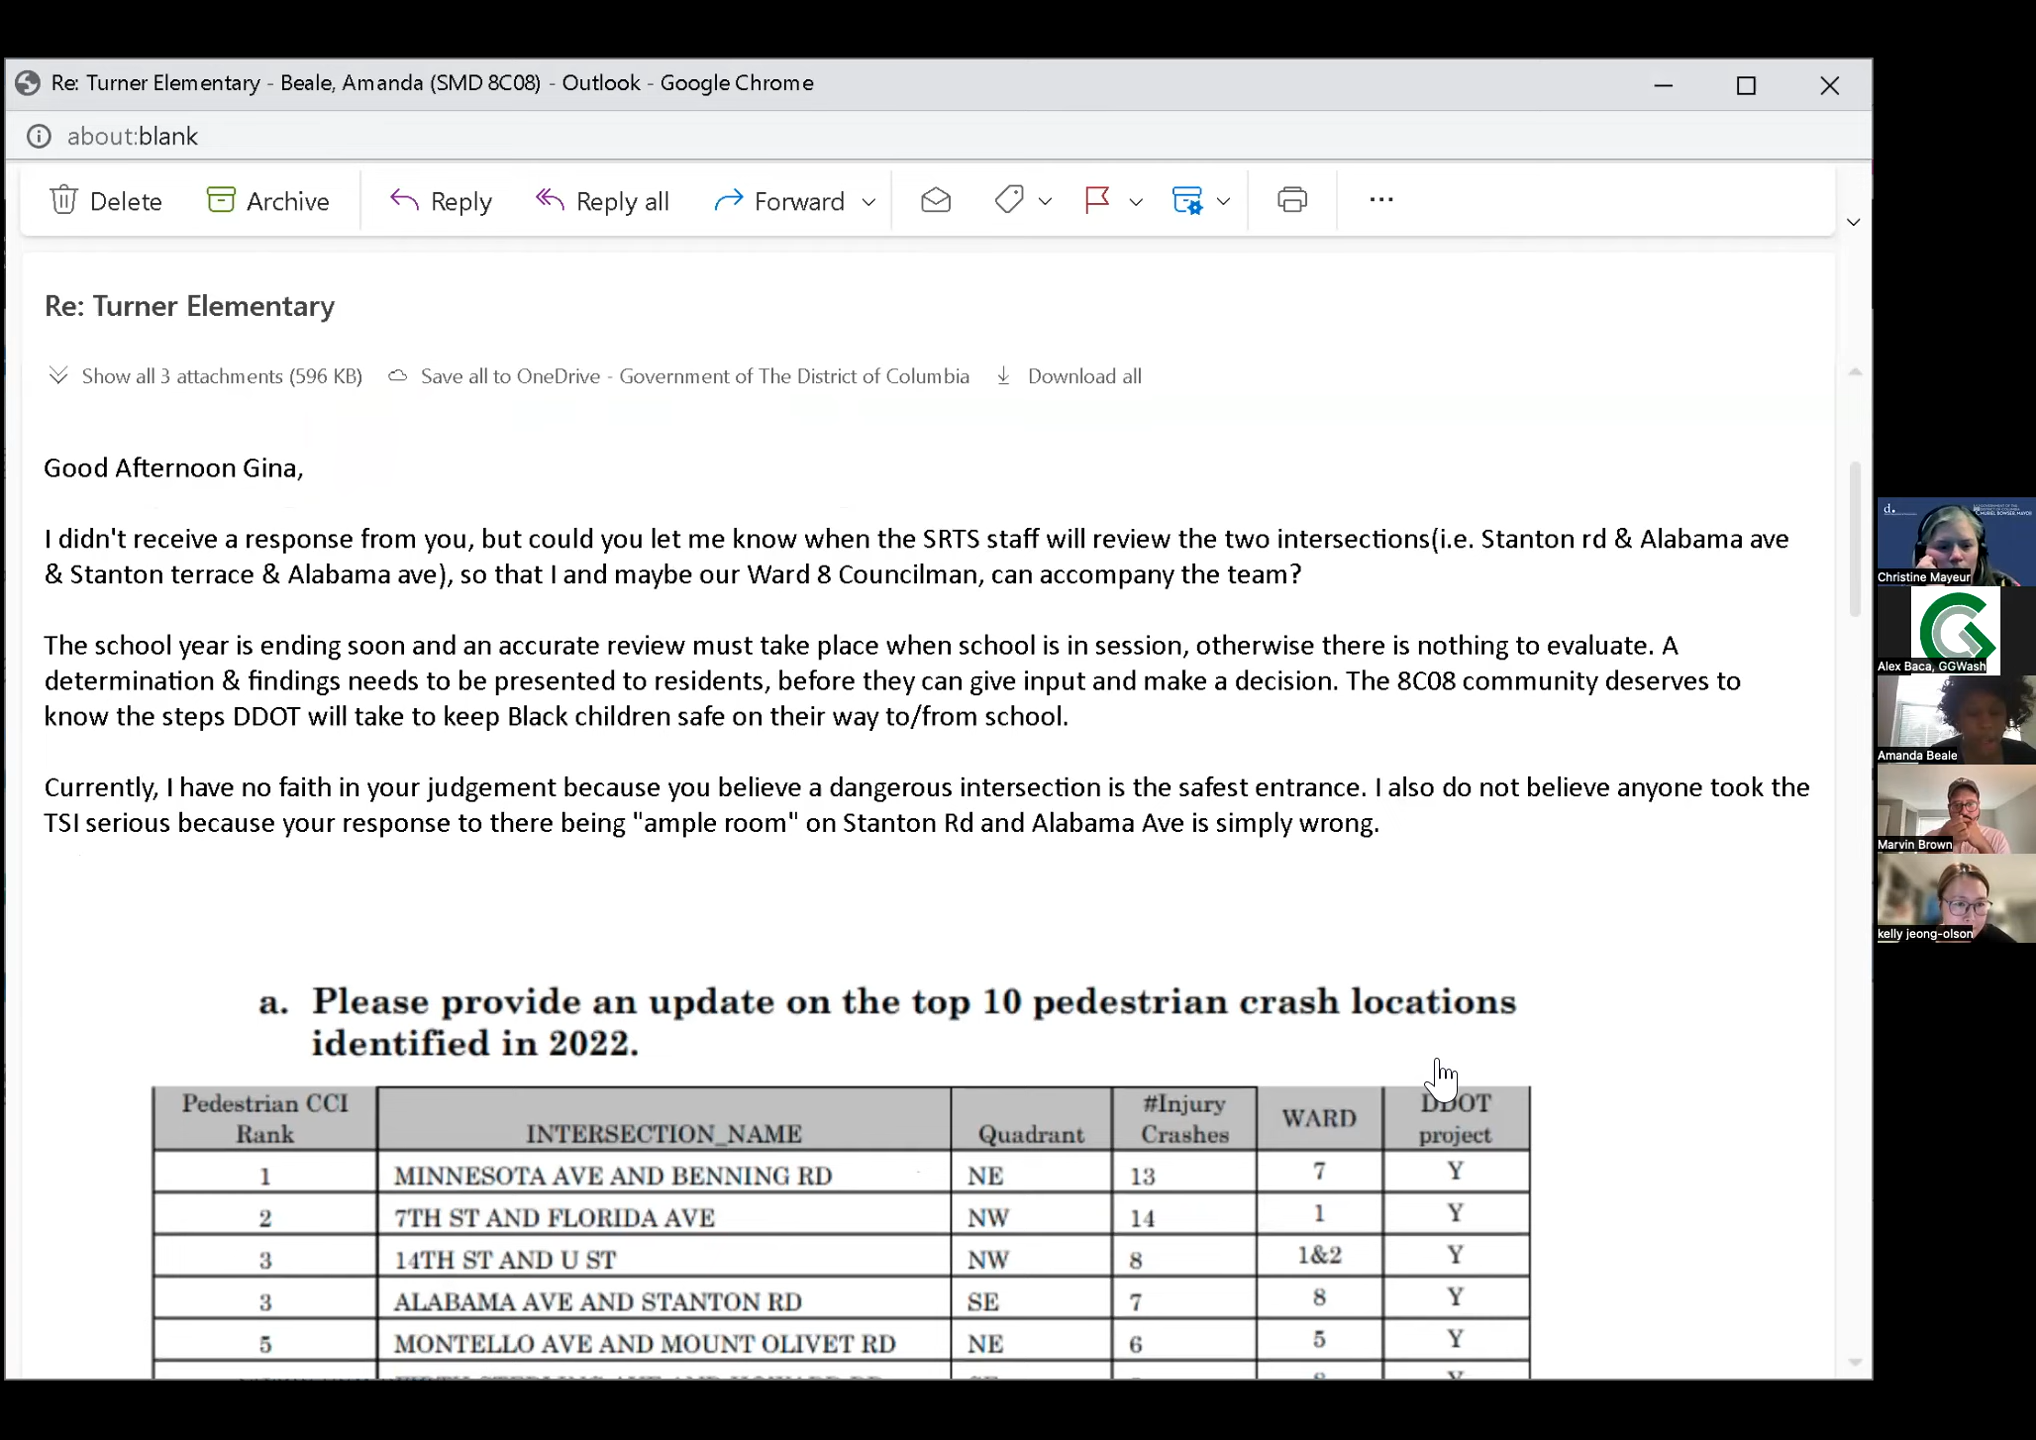 Re: Turner Elementary - Beale, Amanda (SMD 8C08) - Outlook - Google Chrome
about:blank
Delete Archive Reply Reply all Forward
Re: Turner Elementary
Show all 3 attachments (596 KB) Save all to OneDrive - Government of The District of Columbia Download all
Good Afternoon Gina,
I didn't receive a response from you, but could you let me know when the SRTS staff will review the two intersections(i.e. Stanton rd & Alabama ave
& Stanton terrace & Alabama ave), so that I and maybe our Ward 8 Councilman, can accompany the team?
The school year is ending soon and an accurate review must take place when school is in session, otherwise there is nothing to evaluate. A
determination & findings needs to be presented to residents, before they can give input and make a decision. The 8C08 community deserves to
know the steps DDOT will take to keep Black children safe on their way to/from school.
Currently, I have no faith in your judgement because you believe a dangerous intersection is the safest entrance. I also do not believe anyone took the
TSI serious because your response to there being "ample room" on Stanton Rd and Alabama Ave is simply wrong.
a. Please provide an update on the top 10 pedestrian crash locations
identified in 2022.
Pedestrian CCI Rank INTERSECTION_NAME Quadrant #Injury Crashes WARD DDOT project
1 MINNESOTA AVE AND BENNING RD NE 13 7 Y
2 7TH ST AND FLORIDA AVE NW 14 1 Y
3 14TH ST AND U ST NW 8 1&2 Y
3 ALABAMA AVE AND STANTON RD SE 7 8 Y
5 MONTELLO AVE AND MOUNT OLIVET RD NE 6 5 Y
d.
Christine Mayeur
Alex Baca, GGWash
Amanda Beale
Marvin Brown
kelly jeong-olson